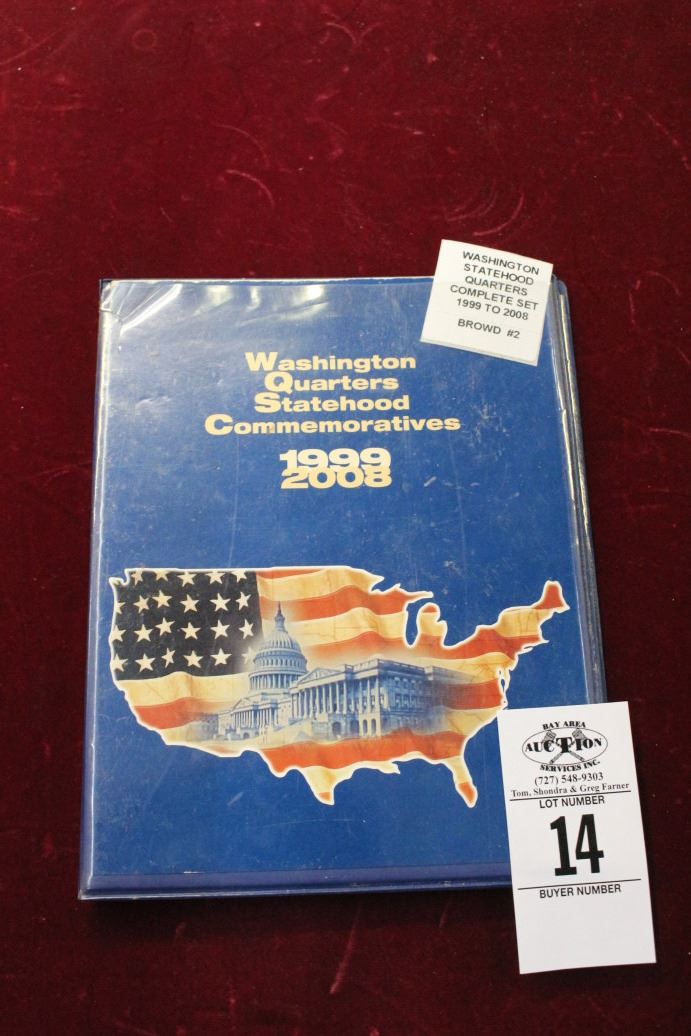 WASHINGTON
STATEHOOD
QUARTERS
COMPLETE SET
1999 TO 2008
BROWD #2
Washington
Quarters
Statehood
Commemoratives
1999
2008
BAY AREA
AUCTION
SERVICES INC.
(727) 548-9303
Tom, Shondra & Greg Farner
LOT NUMBER
14
BUYER NUMBER